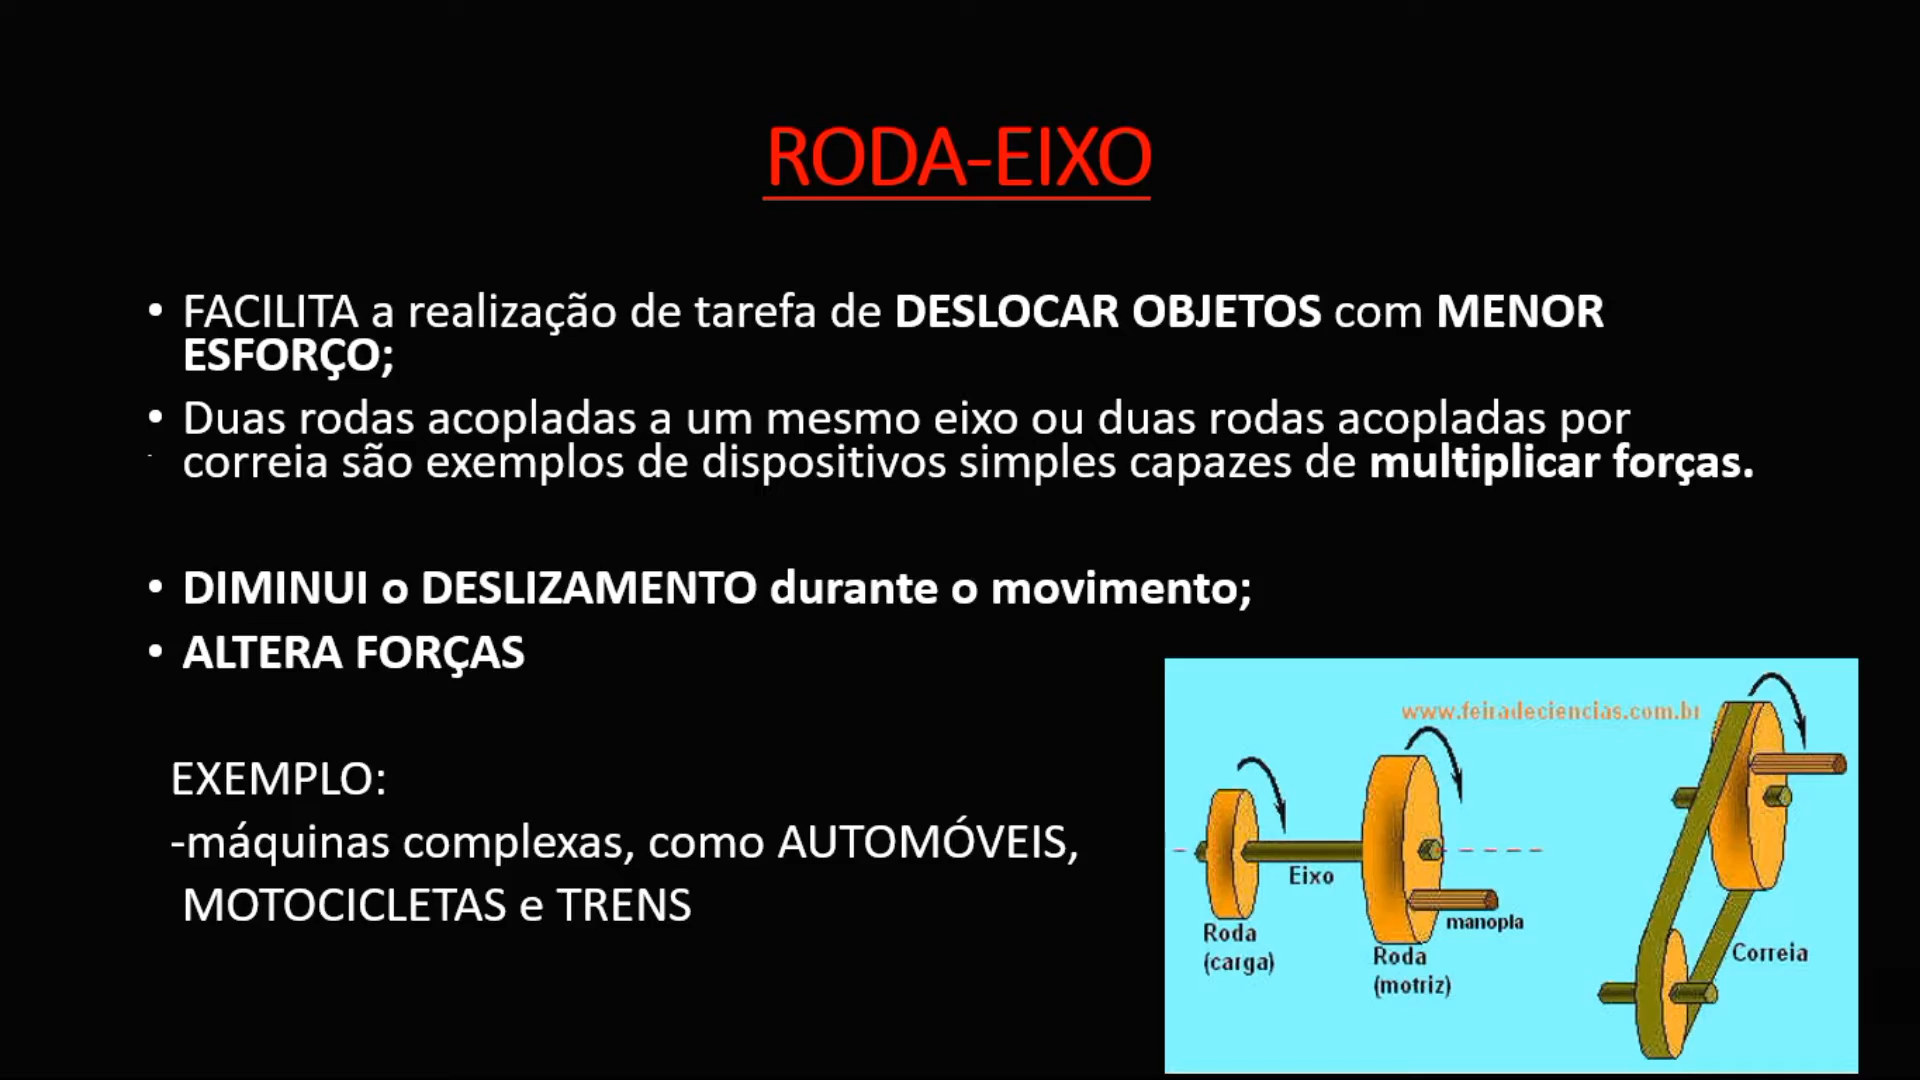 RODA-EIXO
• FACILITA a realização de tarefa de DESLOCAR OBJETOS com MENOR
ESFORÇO;
• Duas rodas acopladas a um mesmo eixo ou duas rodas acopladas por
correia são exemplos de dispositivos simples capazes de multiplicar forças.
• DIMINUI o DESLIZAMENTO durante o movimento;
• ALTERA FORÇAS
EXEMPLO:
-máquinas complexas, como AUTOMÓVEIS,
MOTOCICLETAS e TRENS
www.feiradeciencias.com.br
Eixo
manopla
Roda
(carga)
Roda
(motriz)
Correia